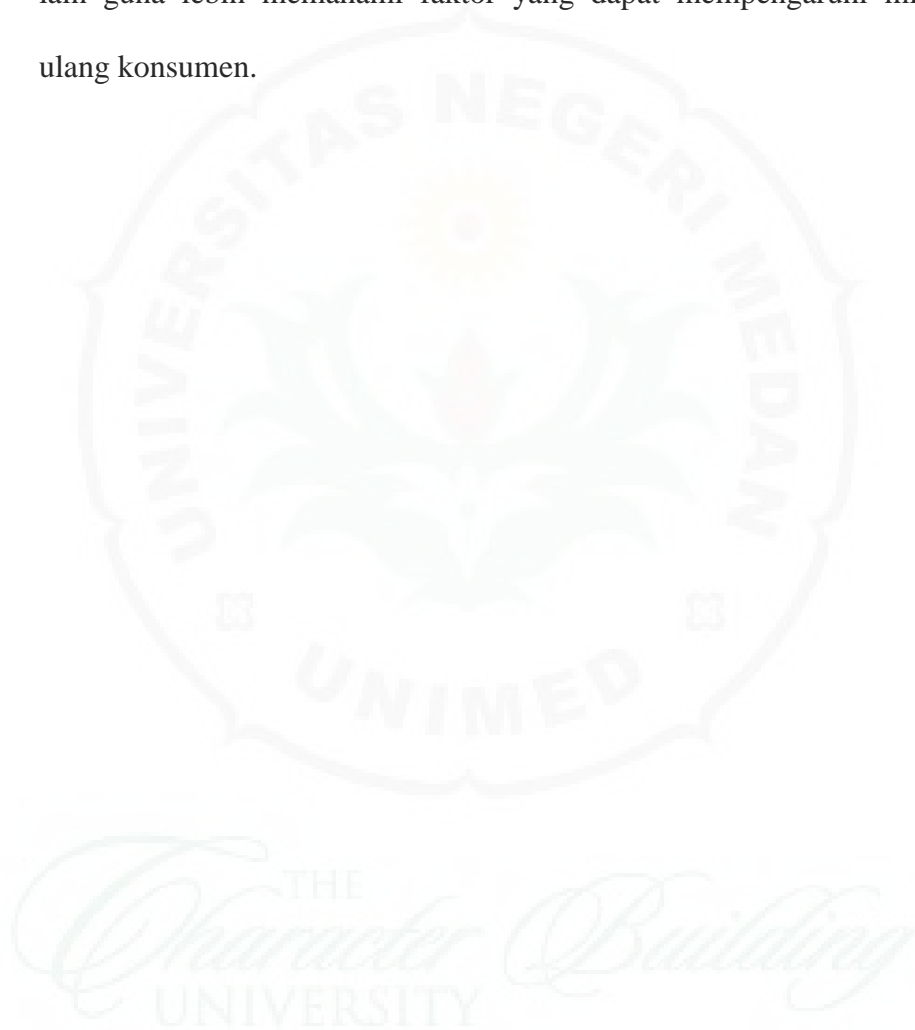 lain guna lebih memahami faktor yang dapat mempengaruhi
ulang konsumen.
UNIVERSITAS NEGERI MEDAN
UNIMED
THE
Character Building
UNIVERSITY